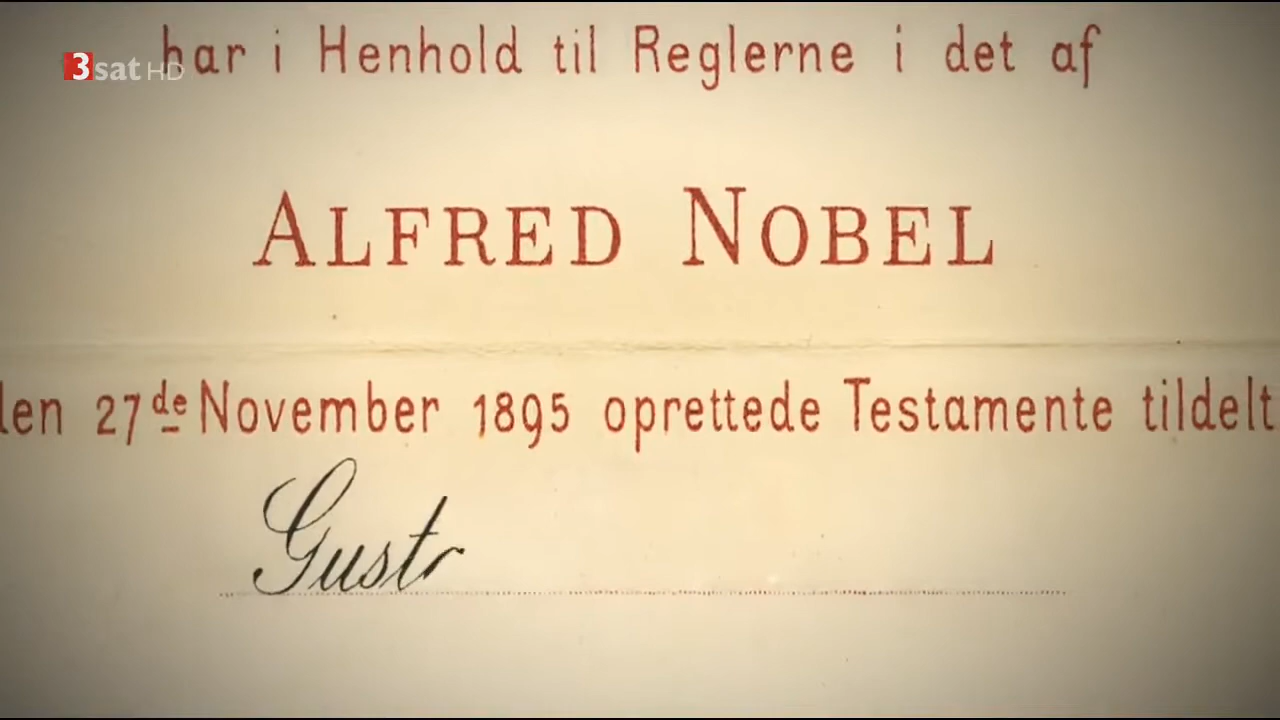 3sat HD
har i Henhold til Reglerne i det af
ALFRED NOBEL
den 27de November 1895 oprettede Testamente tildelt
Gust